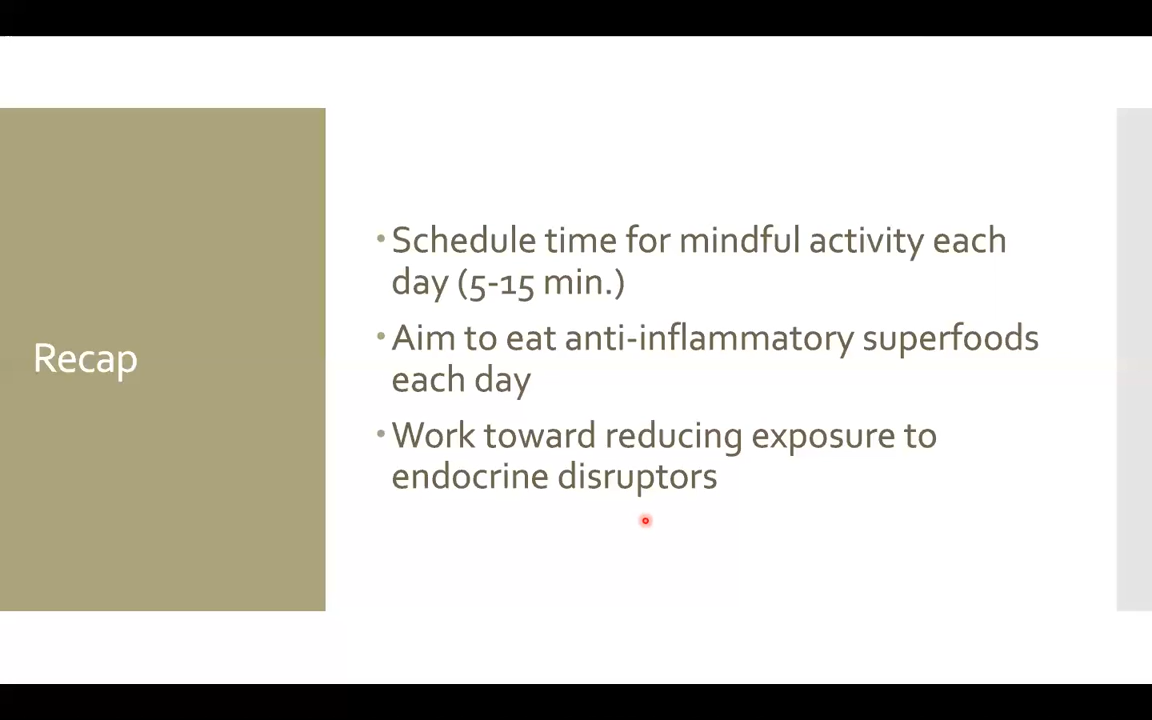 Recap
• Schedule time for mindful activity each
day (5-15 min.)
• Aim to eat anti-inflammatory superfoods
each day
• Work toward reducing exposure to
endocrine disruptors